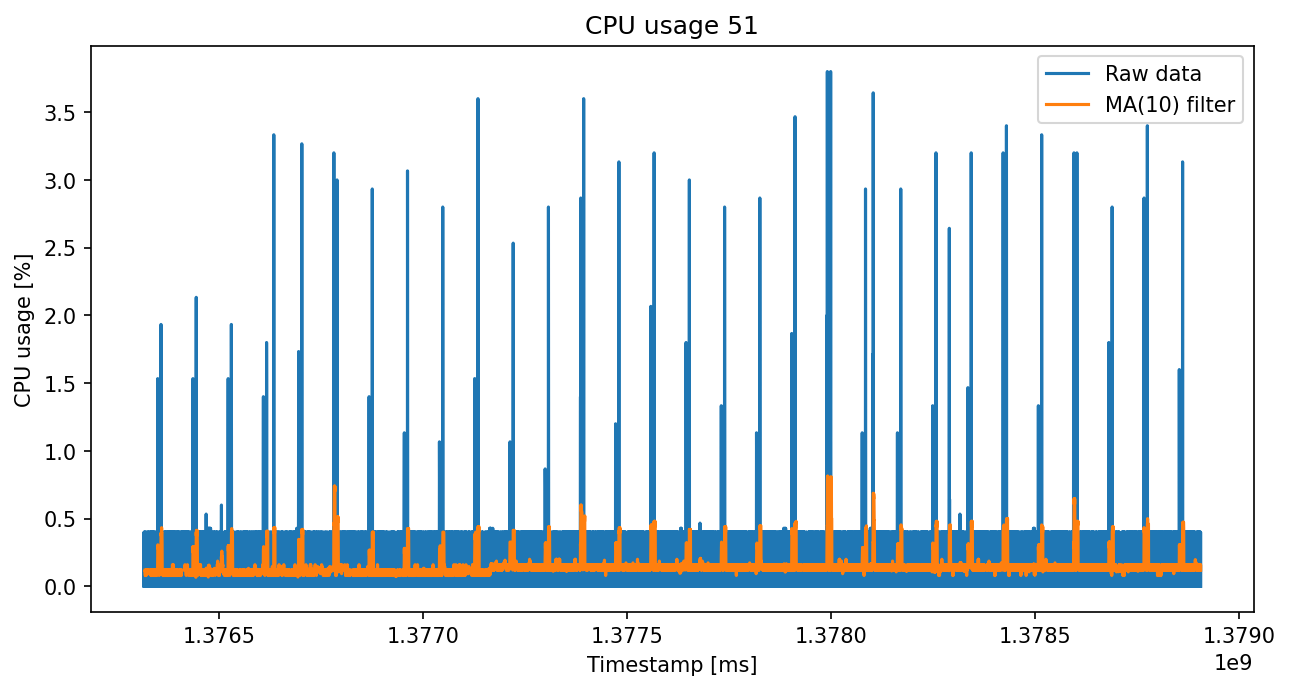 CPU usage 51
Raw data
MA(10) filter
CPU usage [%]
3.5
3.0
2.5
2.0
1.5
1.0
0.5
0.0
1.3765 1.3770 1.3775 1.3780 1.3785 1.3790
1e9
Timestamp [ms]